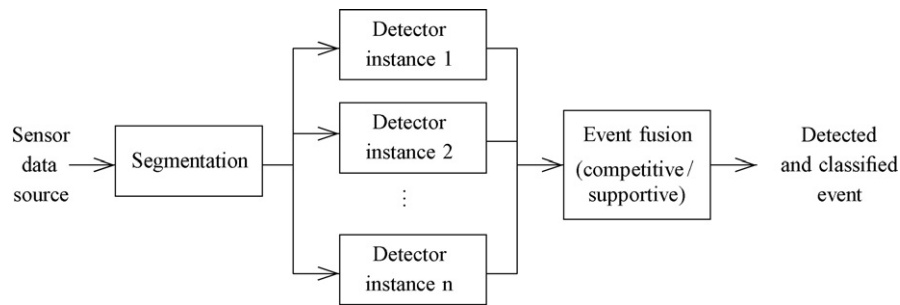 Sensor
data
source
Segmentation
Detector
instance 1
Detector
instance 2
⋮
Detector
instance n
Event fusion
(competitive/
supportive)
Detected
and classified
event